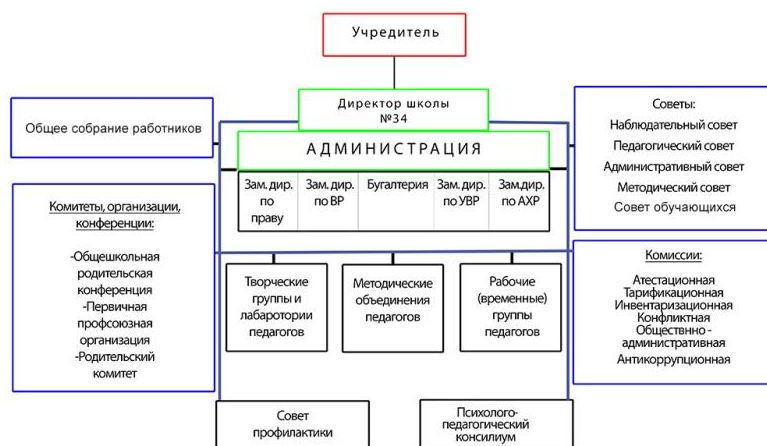 Учредитель
Директор школы
№34
АДМИНИСТРАЦИЯ
Зам. дир.
по
праву
Зам. дир.
по ВР
Бугалтерия
Зам. дир.
по УВР
Зам.дир.
по АХР
Общее собрание работников
Советы:
Наблюдательный совет
Педагогический совет
Административный совет
Методический совет
Совет обучающихся
Комитеты, организации,
конференции:
-Общешкольная
родительская
конференция
-Первичная
профсоюзная
организация
-Родительский
комитет
Творческие
группы и
лабаротории
педагогов
Методические
объединения
педагогов
Рабочие
(временные)
группы
педагогов
Комиссии:
Атестационная
Тарификационная
Инвентаризационная
Конфликтная
Обществнно-
административная
Антикоррупционная
Совет
профилактики
Психолого-
педагогический
консилиум